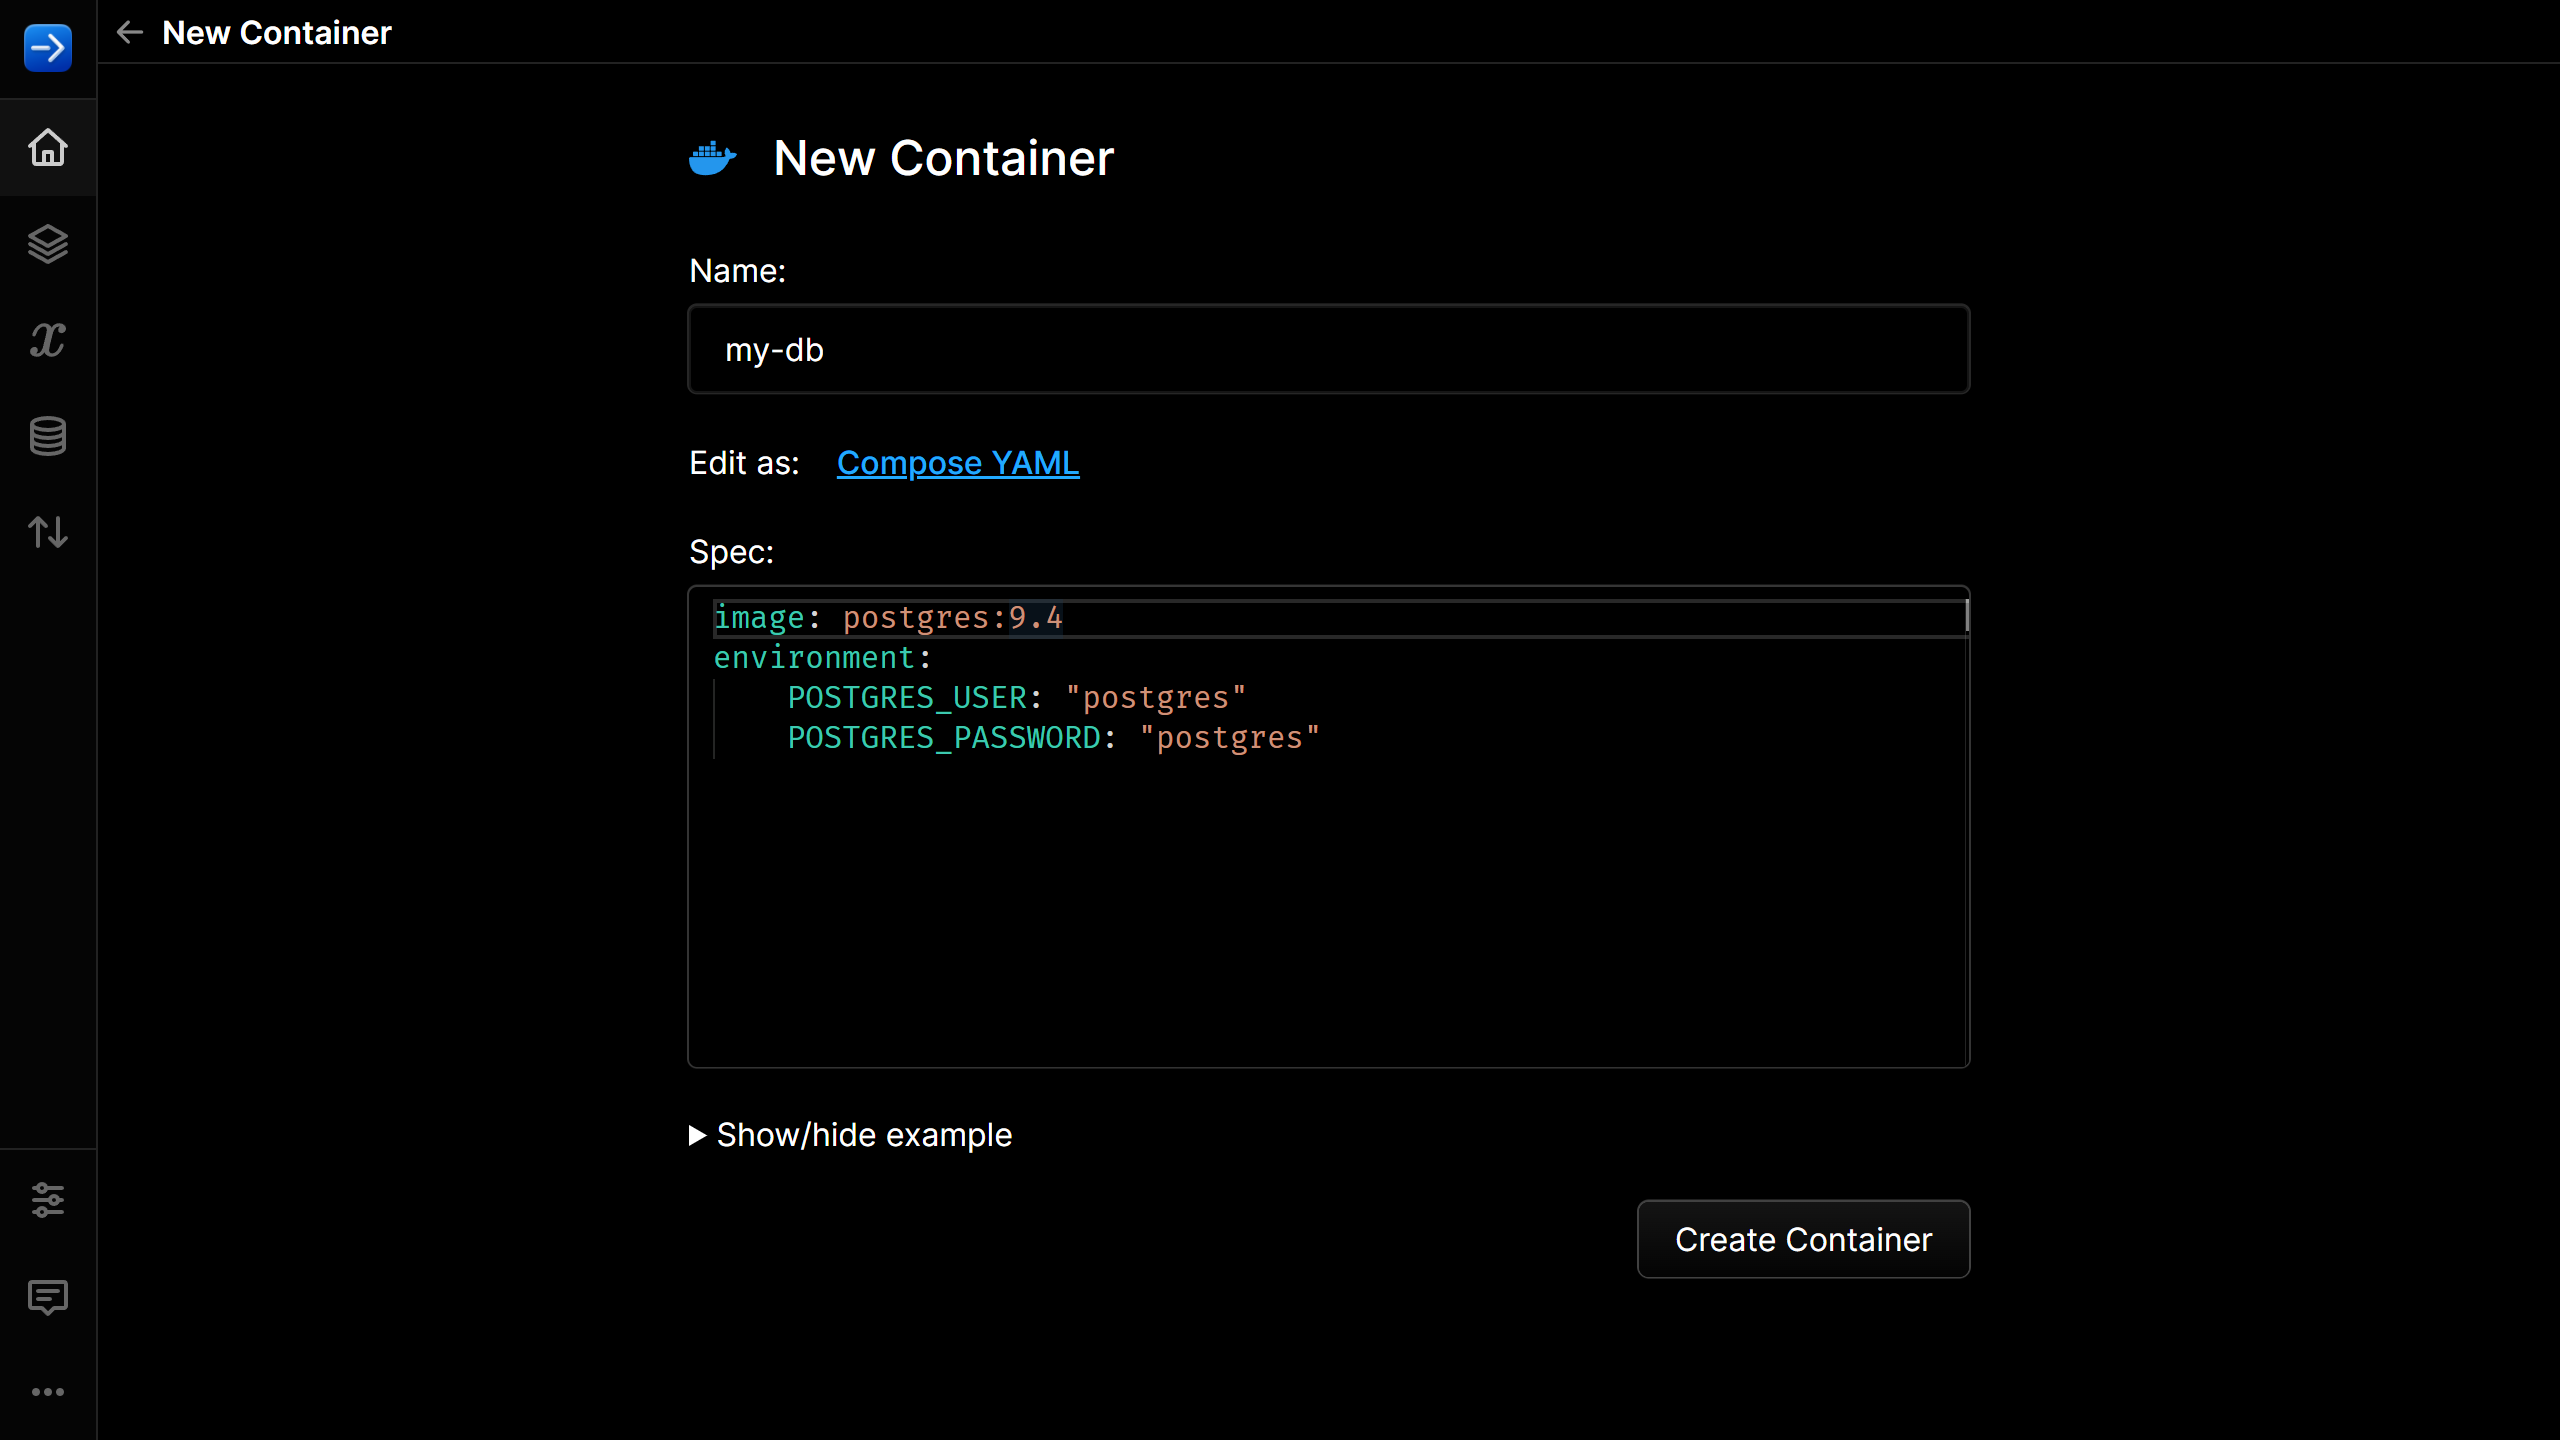 New Container
New Container
Name:
my-db
Edit as: Compose YAML
Spec:
image: postgres:9.4
environment:
    POSTGRES_USER: "postgres"
    POSTGRES_PASSWORD: "postgres"
Show/hide example
Create Container